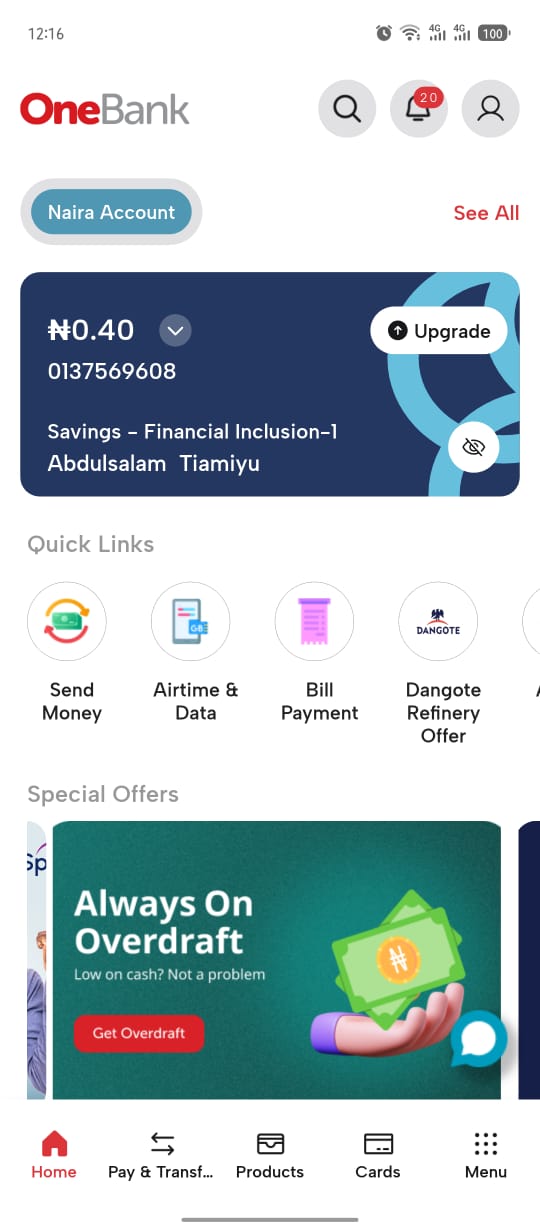 12:16
4G 4G 100
OneBank
20
Naira Account
See All
₦0.40
Upgrade
0137569608
Savings - Financial Inclusion-1
Abdulsalam Tiamiyu
Quick Links
GB
DANGOTE
Send
Money
Airtime &
Data
Bill
Payment
Dangote
Refinery
Offer
Special Offers
Sp
Always On
Overdraft
Low on cash? Not a problem
₦
Get Overdraft
Home
Pay & Transf...
Products
Cards
Menu